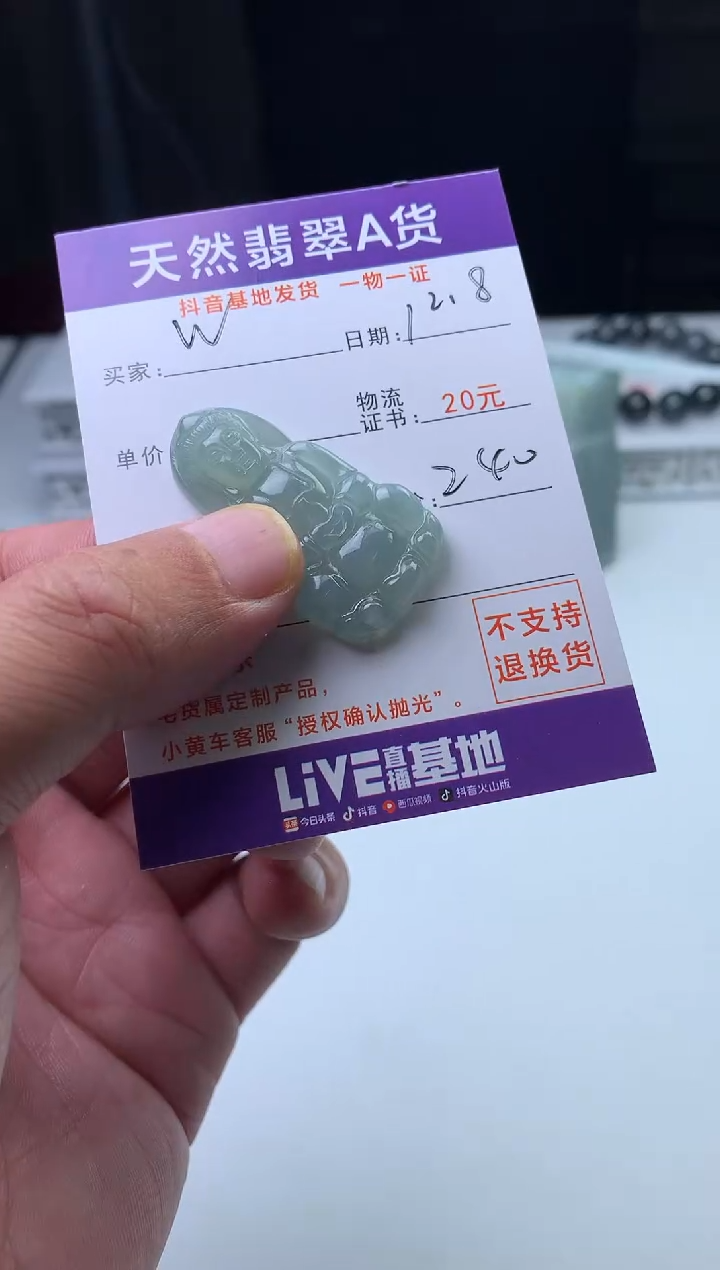 天然翡翠A货
抖音基地发货 一物一证
买家: W 日期: 12.8
单价
物流
证书: 20元
: 240
不支持
退换货
货属定制产品,
小黄车客服“授权确认抛光”。
LiVE直播基地
头条 今日头条 抖音 西瓜视频 抖音火山版